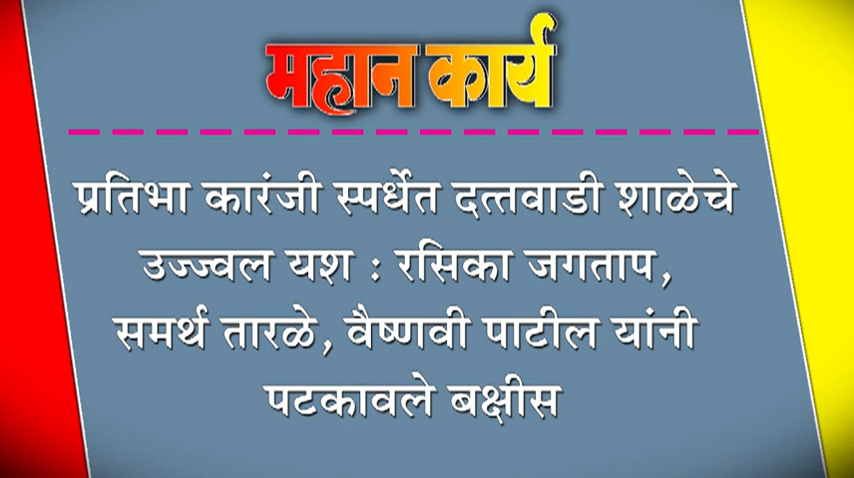 महान कार्य
प्रतिभा कारंजी स्पर्धेत दत्तवाडी शाळेचे
उज्ज्वल यश : रसिका जगताप,
समर्थ तारळे, वैष्णवी पाटील यांनी
पटकावले बक्षीस